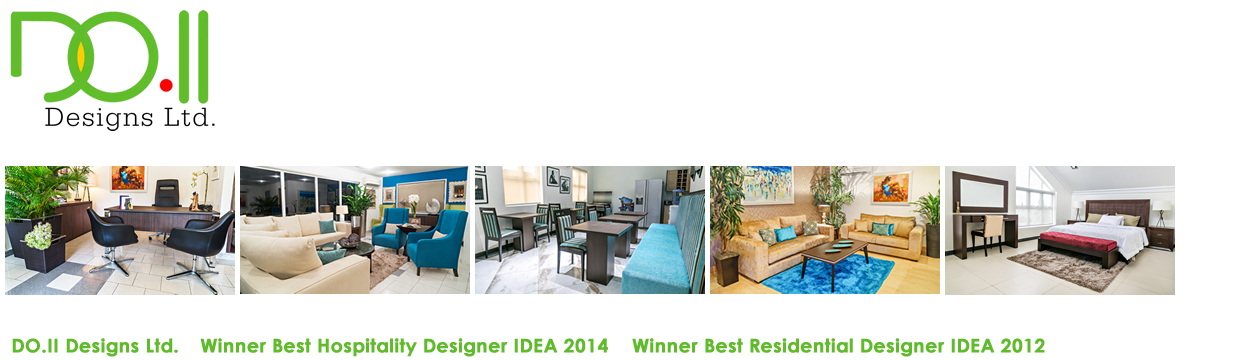 DO.II
Designs Ltd.
DO.II Designs Ltd. Winner Best Hospitality Designer IDEA 2014 Winner Best Residential Designer IDEA 2012